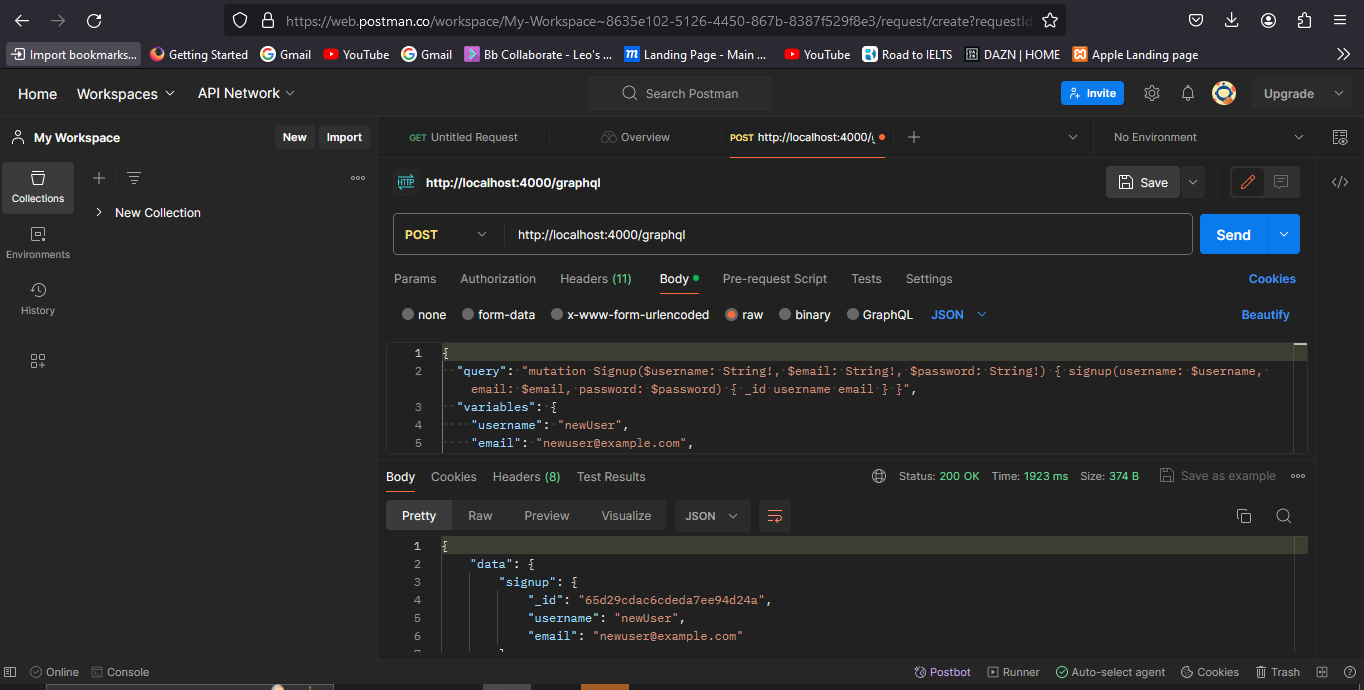 https://web.postman.co/workspace/My-Workspace~8635e102-5126-4450-867b-8387f529f8e3/request/create?requestId
Import bookmarks... Getting Started Gmail YouTube Gmail Bb Collaborate - Leo's ... Landing Page - Main ... YouTube Road to IELTS DAZN | HOME Apple Landing page
Home Workspaces API Network Search Postman Invite Upgrade
My Workspace New Import GET Untitled Request Overview POST http://localhost:4000/g No Environment
Collections
New Collection
Environments
History
HTTP http://localhost:4000/graphql Save
POST http://localhost:4000/graphql Send
Params Authorization Headers (11) Body Pre-request Script Tests Settings Cookies
none form-data x-www-form-urlencoded raw binary GraphQL JSON Beautify
1 {
2 "query": "mutation Signup($username: String!, $email: String!, $password: String!) { signup(username: $username,
email: $email, password: $password) { _id username email } }",
3 "variables": {
4 "username": "newUser",
5 "email": "newuser@example.com",
Body Cookies Headers (8) Test Results Status: 200 OK Time: 1923 ms Size: 374 B Save as example
Pretty Raw Preview Visualize JSON
1 {
2 "data": {
3 "signup": {
4 "_id": "65d29cdac6cdeda7ee94d24a",
5 "username": "newUser",
6 "email": "newuser@example.com"
Online Console Postbot Runner Auto-select agent Cookies Trash